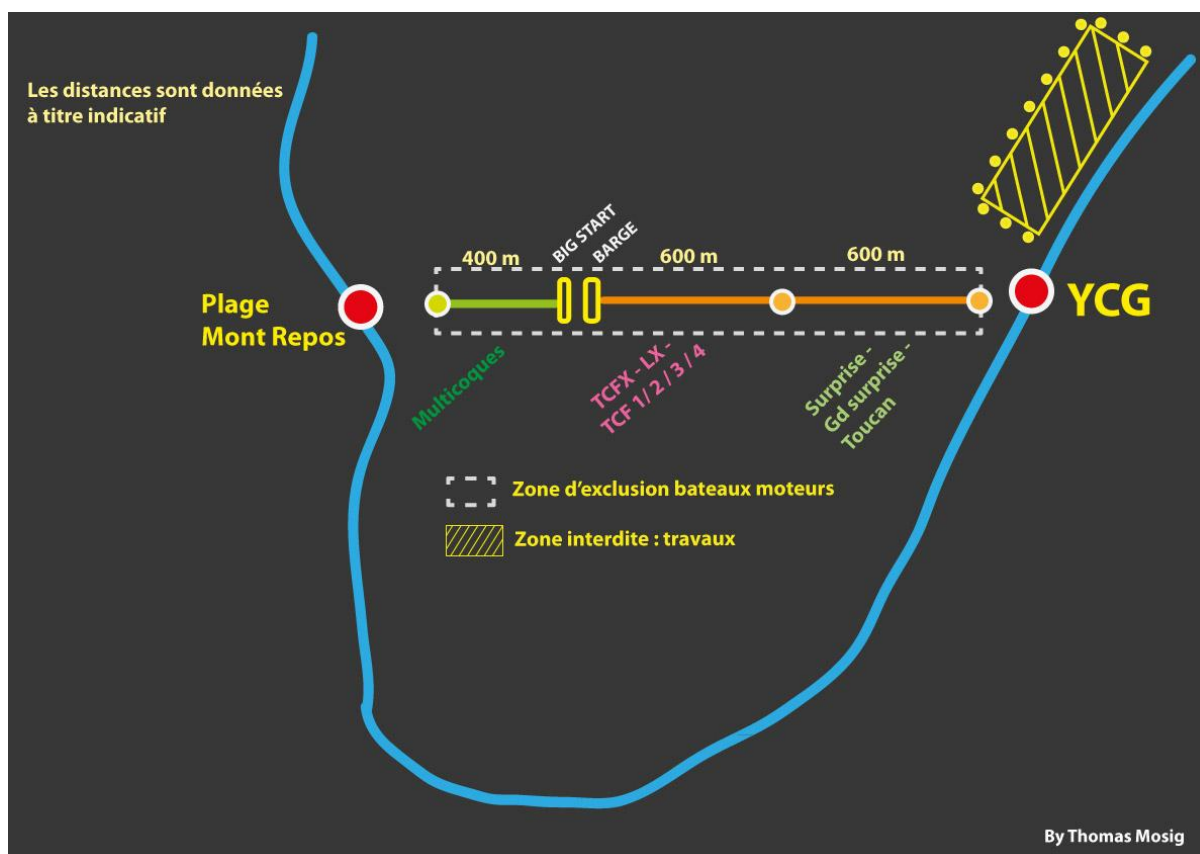 Les distances sont données
à titre indicatif
400 m
BIG START
BARGE
600 m
600 m
Plage
Mont Repos
YCG
Multicoques
TCFX - LX -
TCF 1 / 2 / 3 / 4
Surprise -
Gd surprise -
Toucan
Zone d'exclusion bateaux moteurs
Zone interdite : travaux
By Thomas Mosig